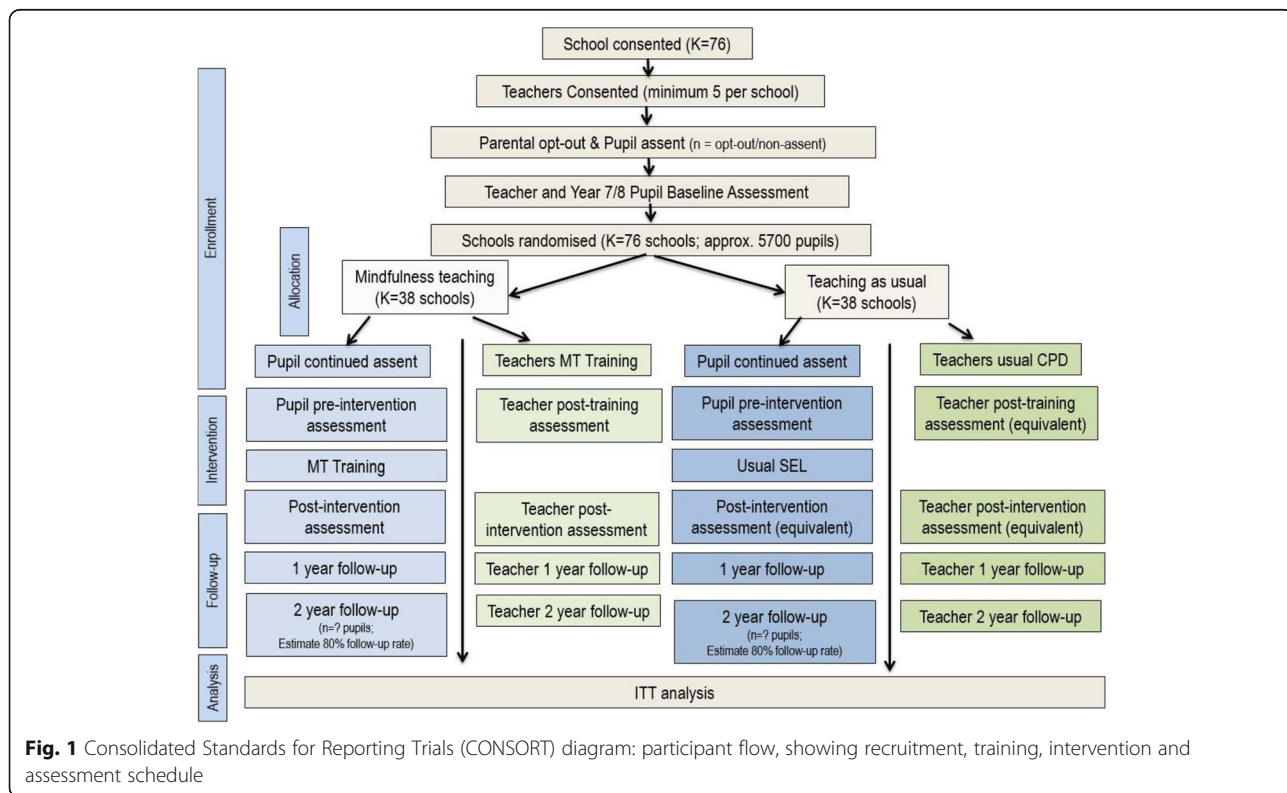 School consented (K=76)
Teachers Consented (minimum 5 per school)
Parental opt-out & Pupil assent (n = opt-out/non-assent)
Teacher and Year 7/8 Pupil Baseline Assessment
Schools randomised (K=76 schools; approx. 5700 pupils)
Enrollment
Allocation
Mindfulness teaching
(K=38 schools)
Teaching as usual
(K=38 schools)
Pupil continued assent
Teachers MT Training
Pupil continued assent
Teachers usual CPD
Intervention
Pupil pre-intervention
assessment
Teacher post-training
assessment
Pupil pre-intervention
assessment
Teacher post-training
assessment (equivalent)
MT Training
Usual SEL
Follow-up
Post-intervention
assessment
Teacher post-
intervention assessment
Post-intervention
assessment (equivalent)
Teacher post-intervention
assessment (equivalent)
1 year follow-up
Teacher 1 year follow-up
1 year follow-up
Teacher 1 year follow-up
2 year follow-up
(n=? pupils;
Estimate 80% follow-up rate)
Teacher 2 year follow-up
2 year follow-up
(n=? pupils;
Estimate 80% follow-up rate)
Teacher 2 year follow-up
Analysis
ITT analysis
Fig. 1 Consolidated Standards for Reporting Trials (CONSORT) diagram: participant flow, showing recruitment, training, intervention and
assessment schedule